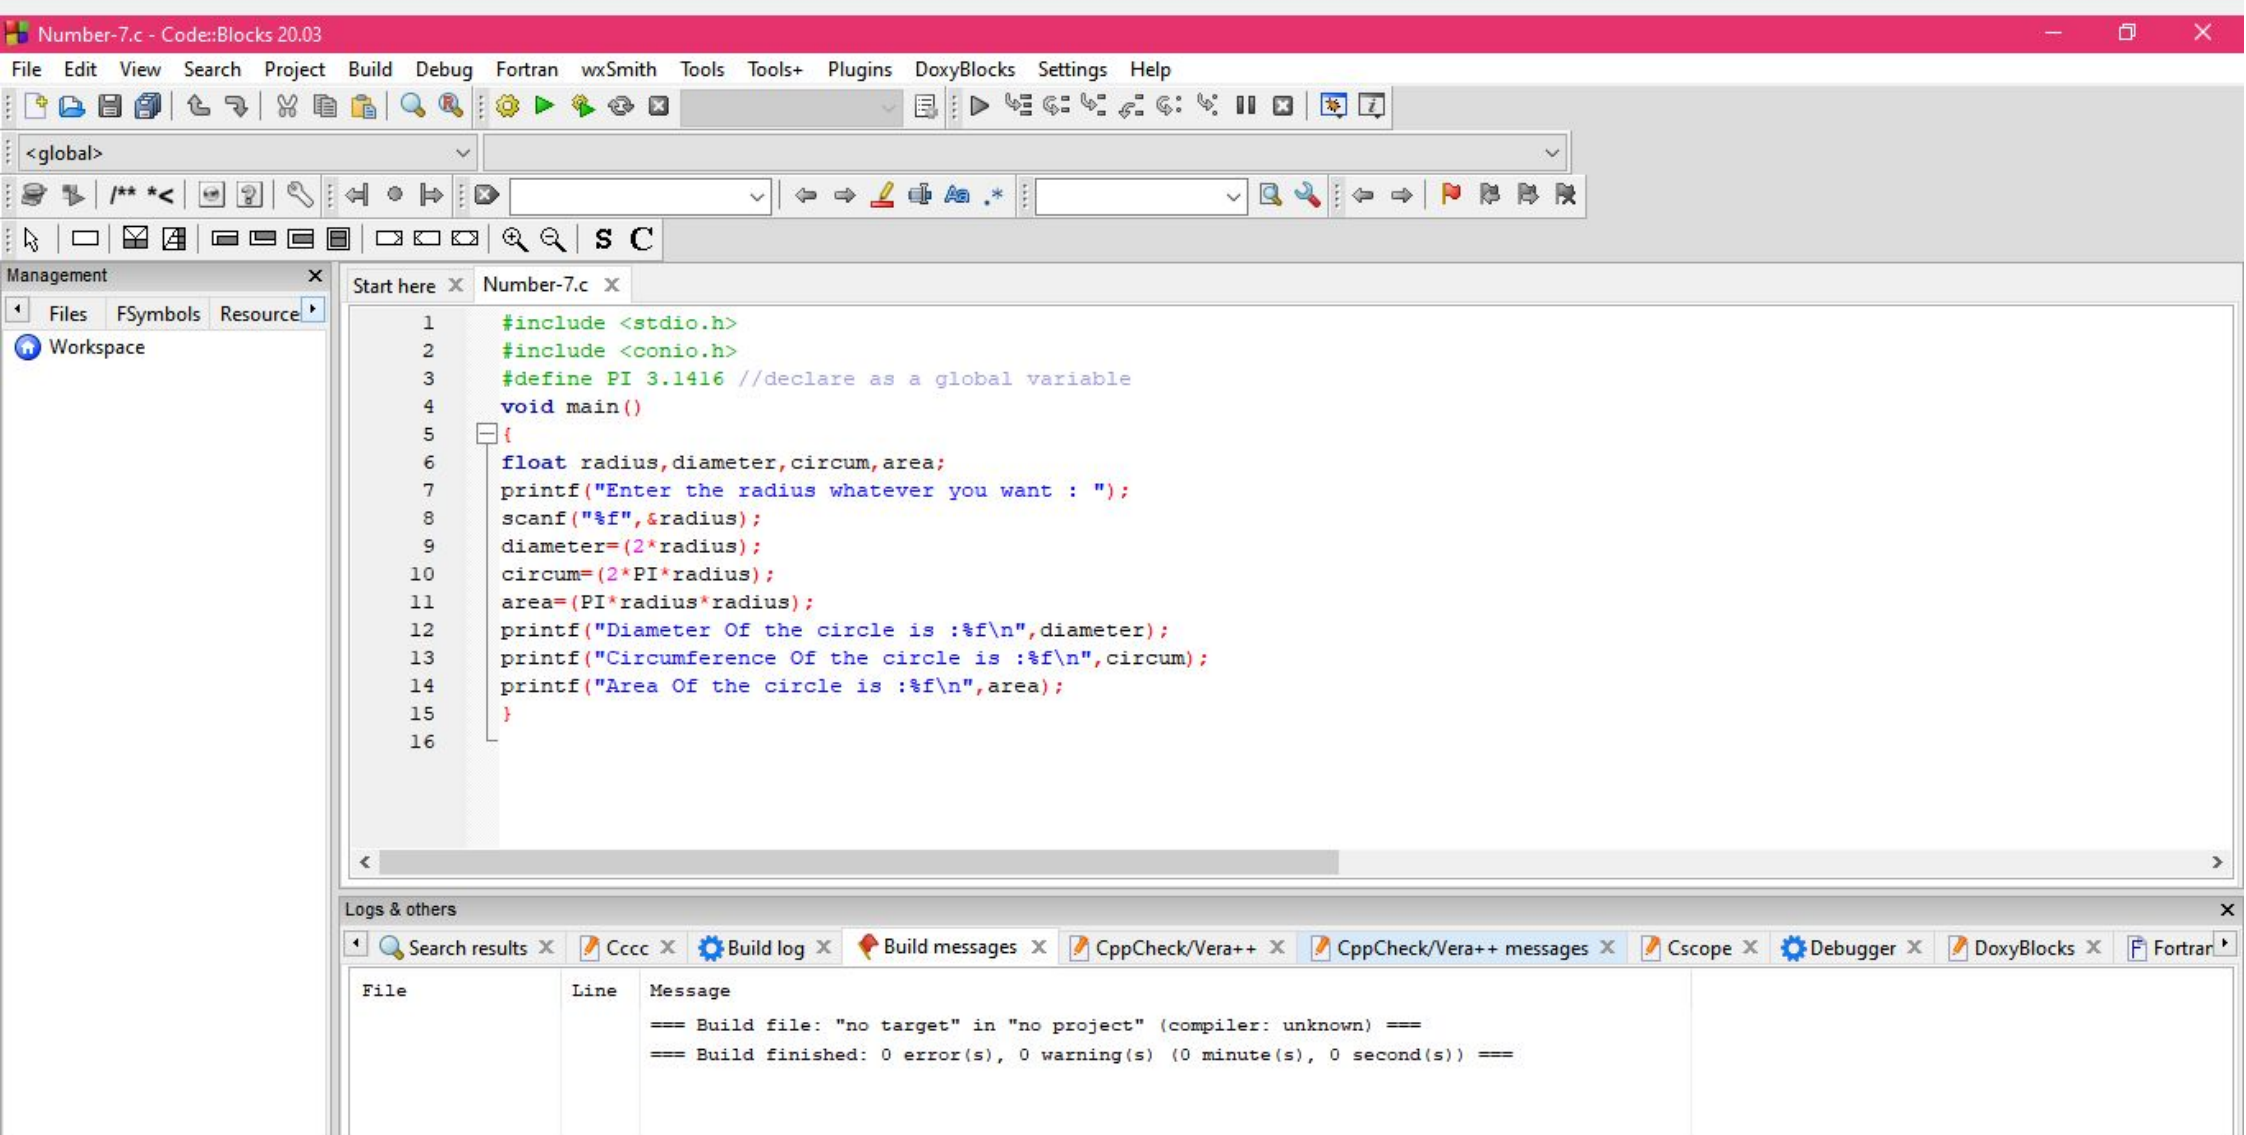 Number-7.c - Code::Blocks 20.03
File Edit View Search Project Build Debug Fortran wxSmith Tools Tools+ Plugins DoxyBlocks Settings Help
<global>
/** *<
Aa .*
S C
Management
Start here Number-7.c
Files FSymbols Resource
Workspace
1 #include <stdio.h>
2 #include <conio.h>
3 #define PI 3.1416 //declare as a global variable
4 void main()
5 {
6 float radius,diameter,circum,area;
7 printf("Enter the radius whatever you want : ");
8 scanf("%f",&radius);
9 diameter=(2*radius);
10 circum=(2*PI*radius);
11 area=(PI*radius*radius);
12 printf("Diameter Of the circle is :%f\n",diameter);
13 printf("Circumference Of the circle is :%f\n",circum);
14 printf("Area Of the circle is :%f\n",area);
15 }
16
Logs & others
Search results Cccc Build log Build messages CppCheck/Vera++ CppCheck/Vera++ messages Cscope Debugger DoxyBlocks Fortran
File Line Message
=== Build file: "no target" in "no project" (compiler: unknown) ===
=== Build finished: 0 error(s), 0 warning(s) (0 minute(s), 0 second(s)) ===